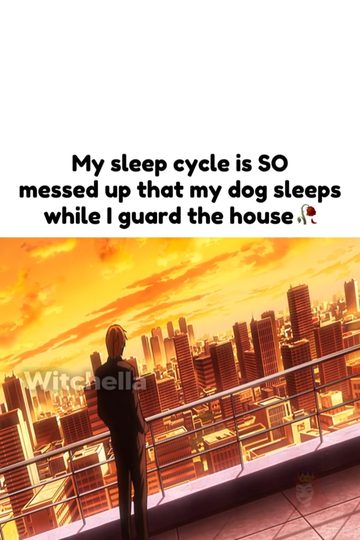 My sleep cycle is SO
messed up that my dog sleeps
while I guard the house🥀
Witchella